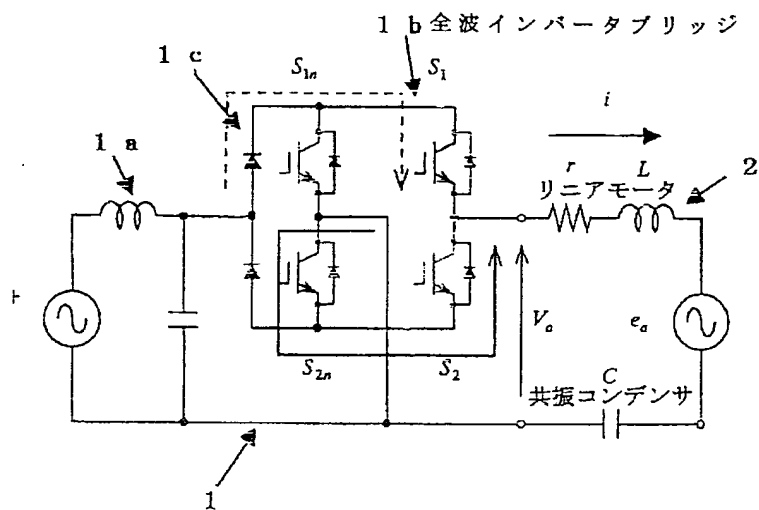 1 b全波インバータブリッジ
1 c
S1n
S1
i
1 a
r
L
2
リニアモータ
Va
ea
S2n
S2
C
共振コンデンサ
1